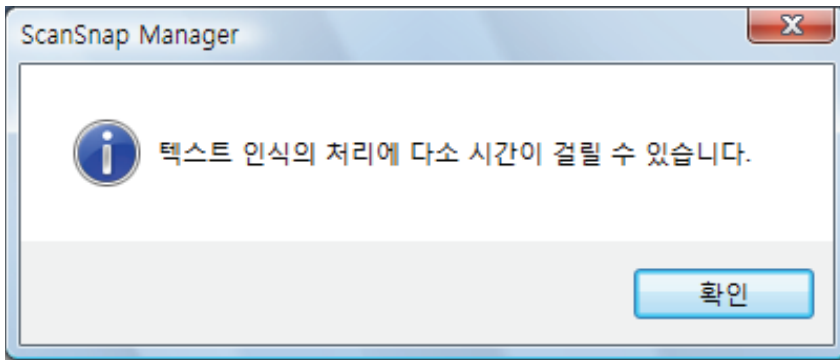 ScanSnap Manager
텍스트 인식의 처리에 다소 시간이 걸릴 수 있습니다.
확인